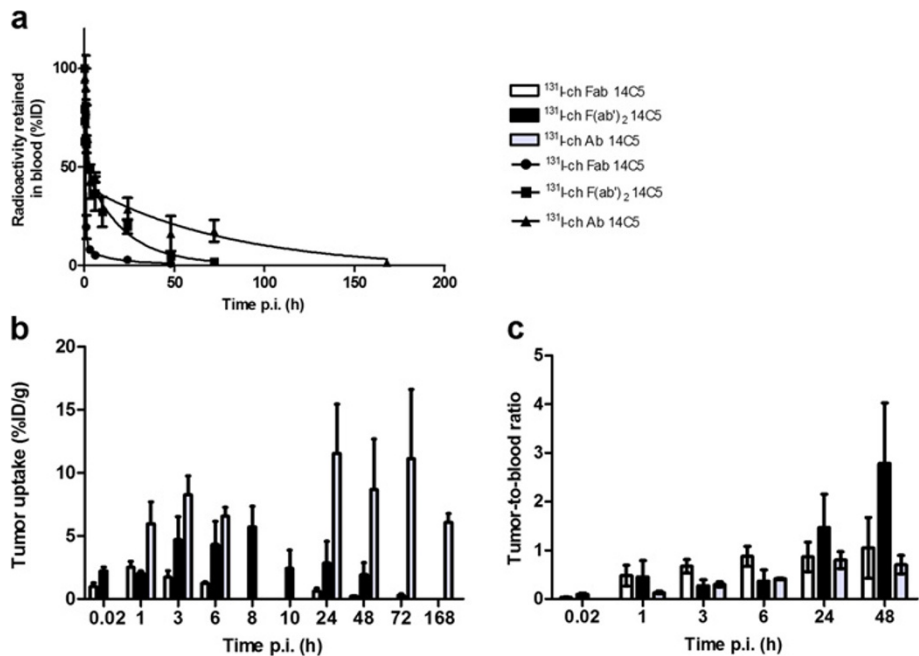 a
Radioactivity retained
in blood (%ID)
100
50
0
0 50 100 150 200
Time p.i. (h)
¹³¹I-ch Fab 14C5
¹³¹I-ch F(ab')₂ 14C5
¹³¹I-ch Ab 14C5
¹³¹I-ch Fab 14C5
¹³¹I-ch F(ab')₂ 14C5
¹³¹I-ch Ab 14C5
b
Tumor uptake (%ID/g)
20
15
10
5
0
0.02 1 3 6 8 10 24 48 72 168
Time p.i. (h)
c
Tumor-to-blood ratio
5
4
3
2
1
0
0.02 1 3 6 24 48
Time p.i. (h)